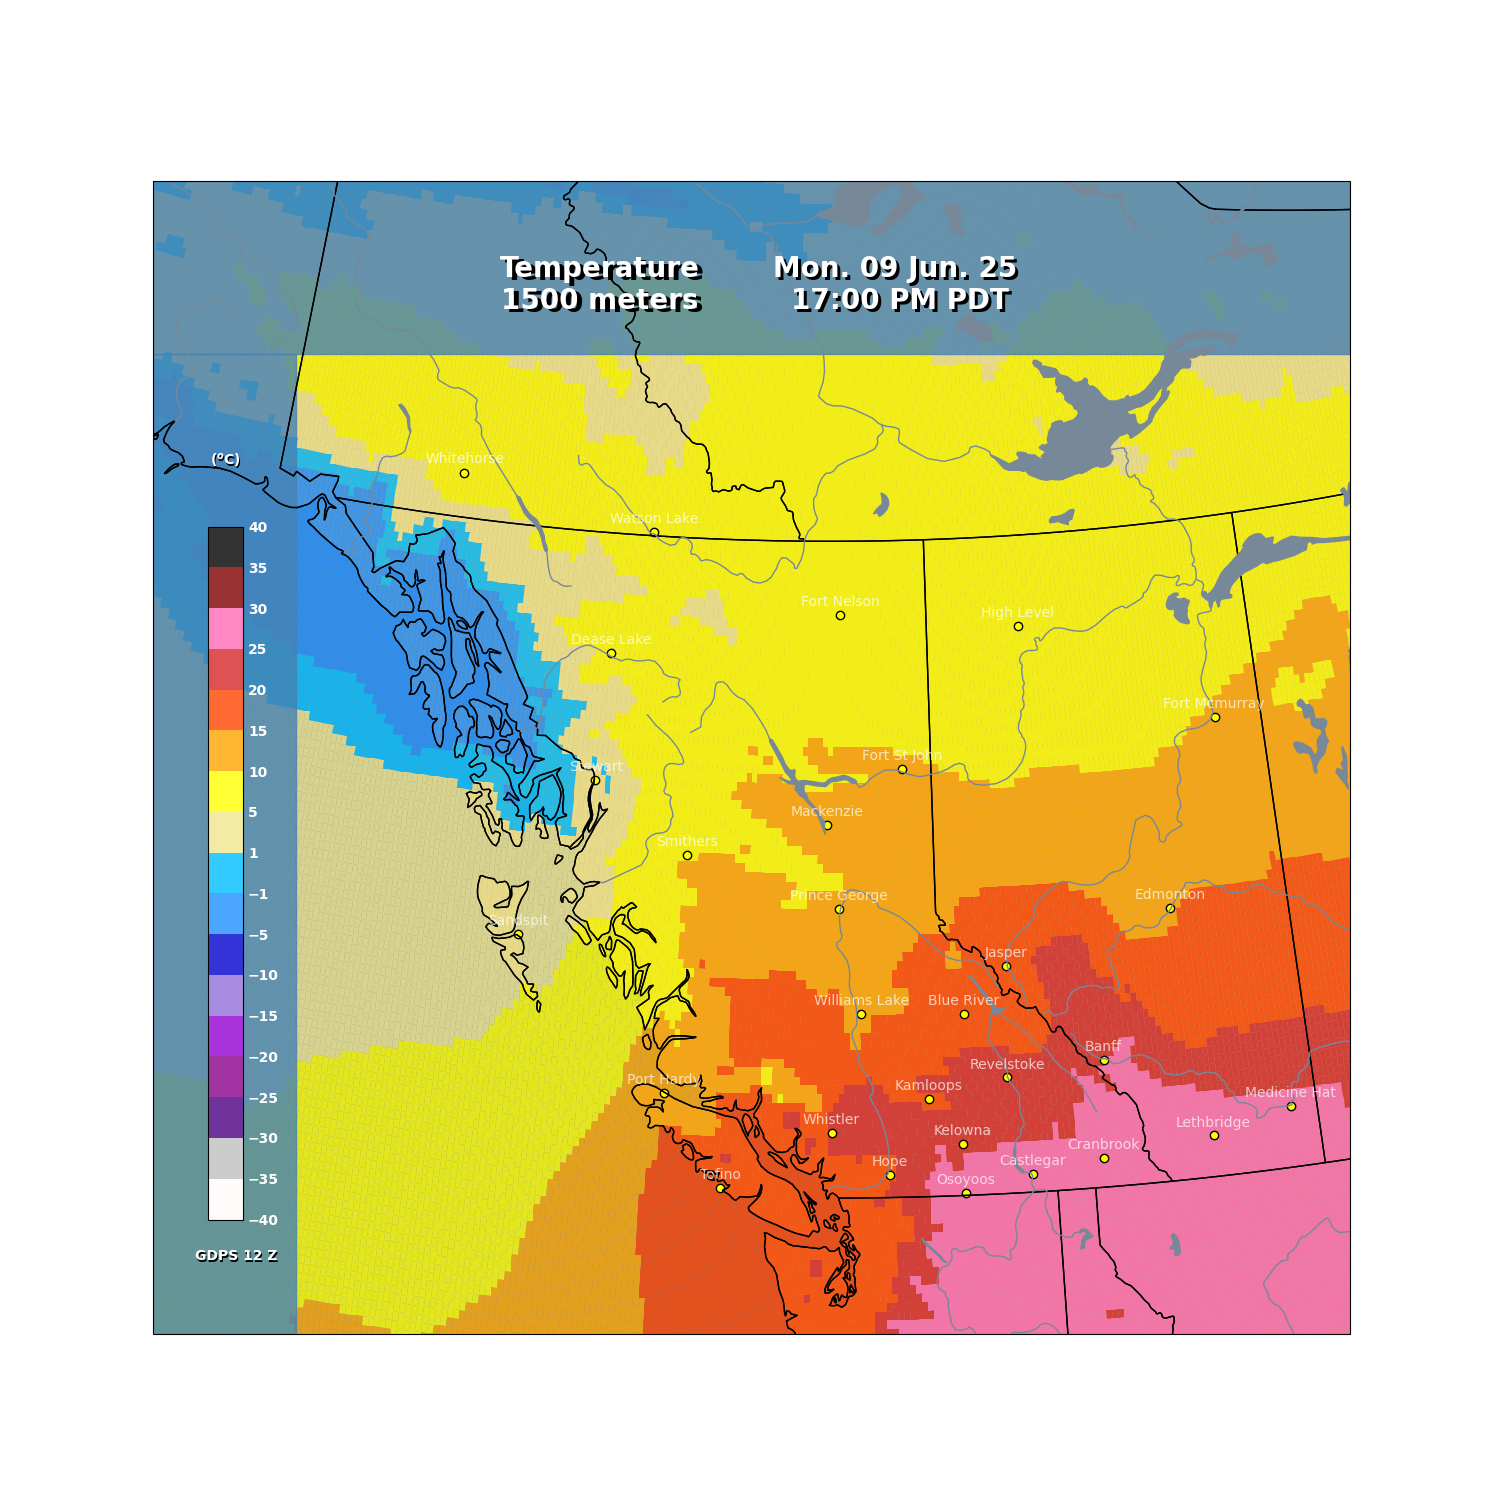 Temperature
1500 meters
Mon. 09 Jun. 25
17:00 PM PDT
(°C)
40
35
30
25
20
15
10
5
1
−1
−5
−10
−15
−20
−25
−30
−35
−40
GDPS 12 Z
Whitehorse
Watson Lake
Fort Nelson
High Level
Dease Lake
Fort Mcmurray
Fort St John
Stewart
Mackenzie
Smithers
Prince George
Edmonton
Sandspit
Jasper
Williams Lake
Blue River
Banff
Revelstoke
Port Hardy
Kamloops
Medicine Hat
Whistler
Lethbridge
Kelowna
Cranbrook
Hope
Castlegar
Tofino
Osoyoos